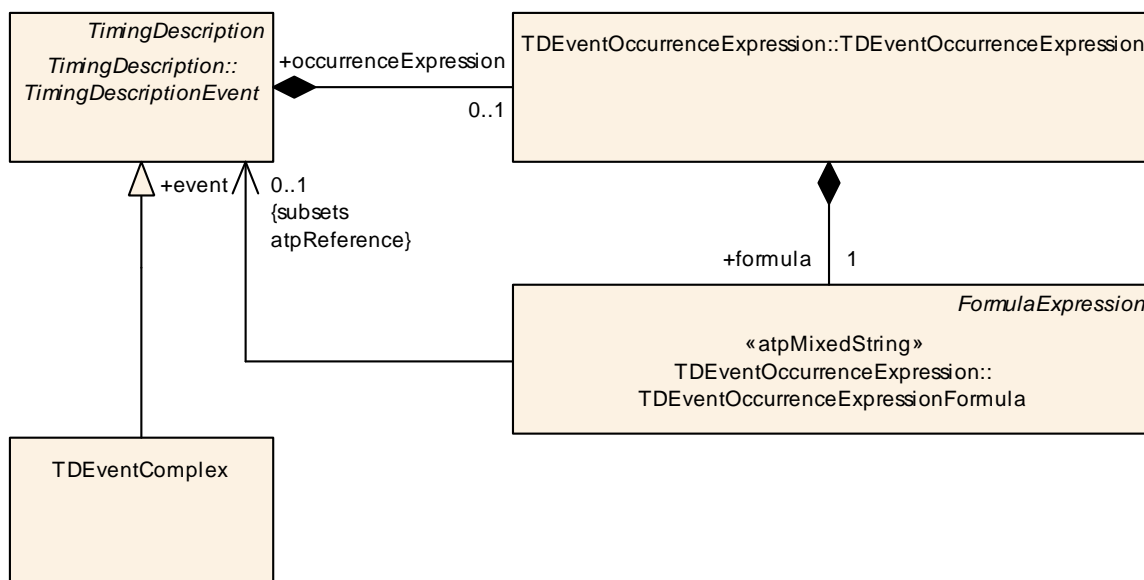 TimingDescription
TimingDescription::
TimingDescriptionEvent
+occurrenceExpression
0..1
TDEventOccurrenceExpression::TDEventOccurrenceExpression
+event
0..1
{subsets
atpReference}
+formula
1
FormulaExpression
«atpMixedString»
TDEventOccurrenceExpression::
TDEventOccurrenceExpressionFormula
TDEventComplex